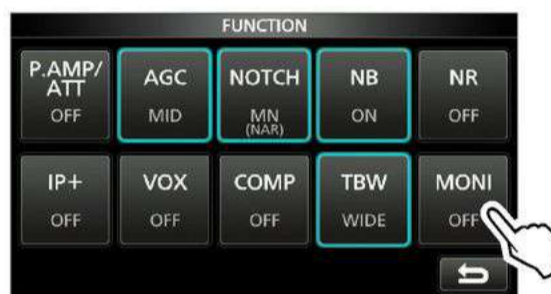 FUNCTION
P.AMP/ AGC NOTCH NB NR
ATT
OFF MID MN ON OFF
(NAR)
IP+ VOX COMP TBW MONI
OFF OFF OFF WIDE OFF